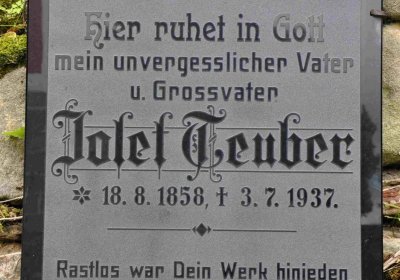 Hier ruhet in Gott
mein unvergesslicher Vater
u. Grossvater
Josef Teuber
* 18. 8. 1858, † 3. 7. 1937.
Rastlos war Dein Werk hinieden